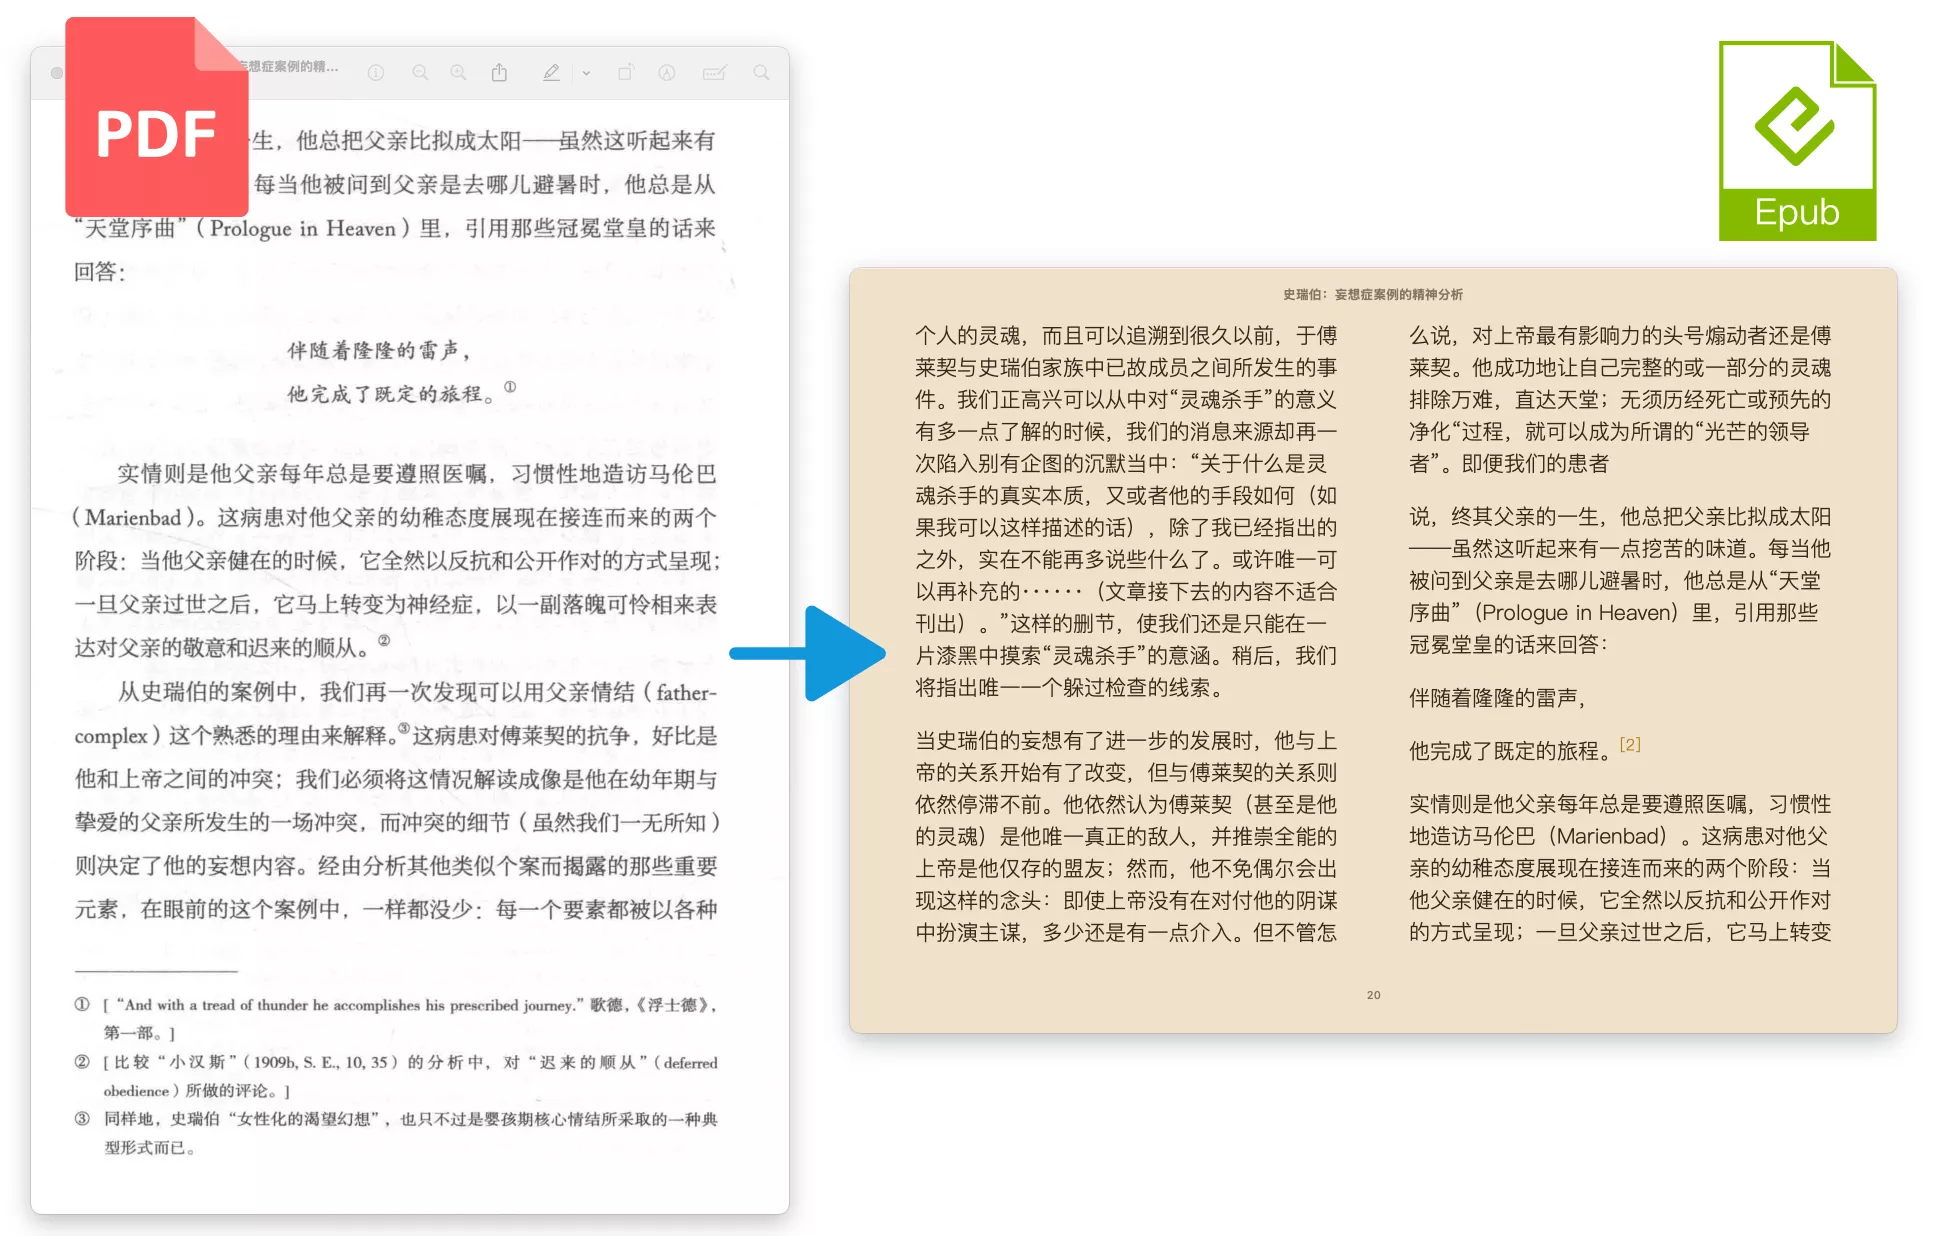 PDF
妄想症案例的精...
生，他总把父亲比拟成太阳——虽然这听起来有
每当他被问到父亲是去哪儿避暑时，他总是从
“天堂序曲”（Prologue in Heaven）里，引用那些冠冕堂皇的话来
回答：
伴随着隆隆的雷声，
他完成了既定的旅程。①
实情则是他父亲每年总是要遵照医嘱，习惯性地造访马伦巴
（Marienbad）。这病患对他父亲的幼稚态度展现在接连而来的两个
阶段：当他父亲健在的时候，它全然以反抗和公开作对的方式呈现；
一旦父亲过世之后，它马上转变为神经症，以一副落魄可怜相来表
达对父亲的敬意和迟来的顺从。②
从史瑞伯的案例中，我们再一次发现可以用父亲情结（father-
complex）这个熟悉的理由来解释。③这病患对傅莱契的抗争，好比是
他和上帝之间的冲突；我们必须将这情况解读成像是他在幼年期与
挚爱的父亲所发生的一场冲突，而冲突的细节（虽然我们一无所知）
则决定了他的妄想内容。经由分析其他类似个案而揭露的那些重要
元素，在眼前的这个案例中，一样都没少：每一个要素都被以各种
① [ “And with a tread of thunder he accomplishes his prescribed journey.” 歌德，《浮士德》，
第一部。]
② [ 比较“小汉斯”（1909b, S. E., 10, 35）的分析中，对“迟来的顺从”（deferred
obedience）所做的评论。]
③ 同样地，史瑞伯“女性化的渴望幻想”，也只不过是婴孩期核心情结所采取的一种典
型形式而已。
Epub
史瑞伯：妄想症案例的精神分析
个人的灵魂，而且可以追溯到很久以前，于傅
莱契与史瑞伯家族中已故成员之间所发生的事
件。我们正高兴可以从中对“灵魂杀手”的意义
有多一点了解的时候，我们的消息来源却再一
次陷入别有企图的沉默当中：“关于什么是灵
魂杀手的真实本质，又或者他的手段如何（如
果我可以这样描述的话），除了我已经指出的
之外，实在不能再多说些什么了。或许唯一可
以再补充的······（文章接下去的内容不适合
刊出）。”这样的删节，使我们还是只能在一
片漆黑中摸索“灵魂杀手”的意涵。稍后，我们
将指出唯一一个躲过检查的线索。
当史瑞伯的妄想有了进一步的发展时，他与上
帝的关系开始有了改变，但与傅莱契的关系则
依然停滞不前。他依然认为傅莱契（甚至是他
的灵魂）是他唯一真正的敌人，并推崇全能的
上帝是他仅存的盟友；然而，他不免偶尔会出
现这样的念头：即使上帝没有在对付他的阴谋
中扮演主谋，多少还是有一点介入。但不管怎
么说，对上帝最有影响力的头号煽动者还是傅
莱契。他成功地让自己完整的或一部分的灵魂
排除万难，直达天堂；无须历经死亡或预先的
净化“过程，就可以成为所谓的“光芒的领导
者”。即便我们的患者
说，终其父亲的一生，他总把父亲比拟成太阳
——虽然这听起来有一点挖苦的味道。每当他
被问到父亲是去哪儿避暑时，他总是从“天堂
序曲”（Prologue in Heaven）里，引用那些
冠冕堂皇的话来回答：
伴随着隆隆的雷声，
他完成了既定的旅程。[2]
实情则是他父亲每年总是要遵照医嘱，习惯性
地造访马伦巴（Marienbad）。这病患对他父
亲的幼稚态度展现在接连而来的两个阶段：当
他父亲健在的时候，它全然以反抗和公开作对
的方式呈现；一旦父亲过世之后，它马上转变
20